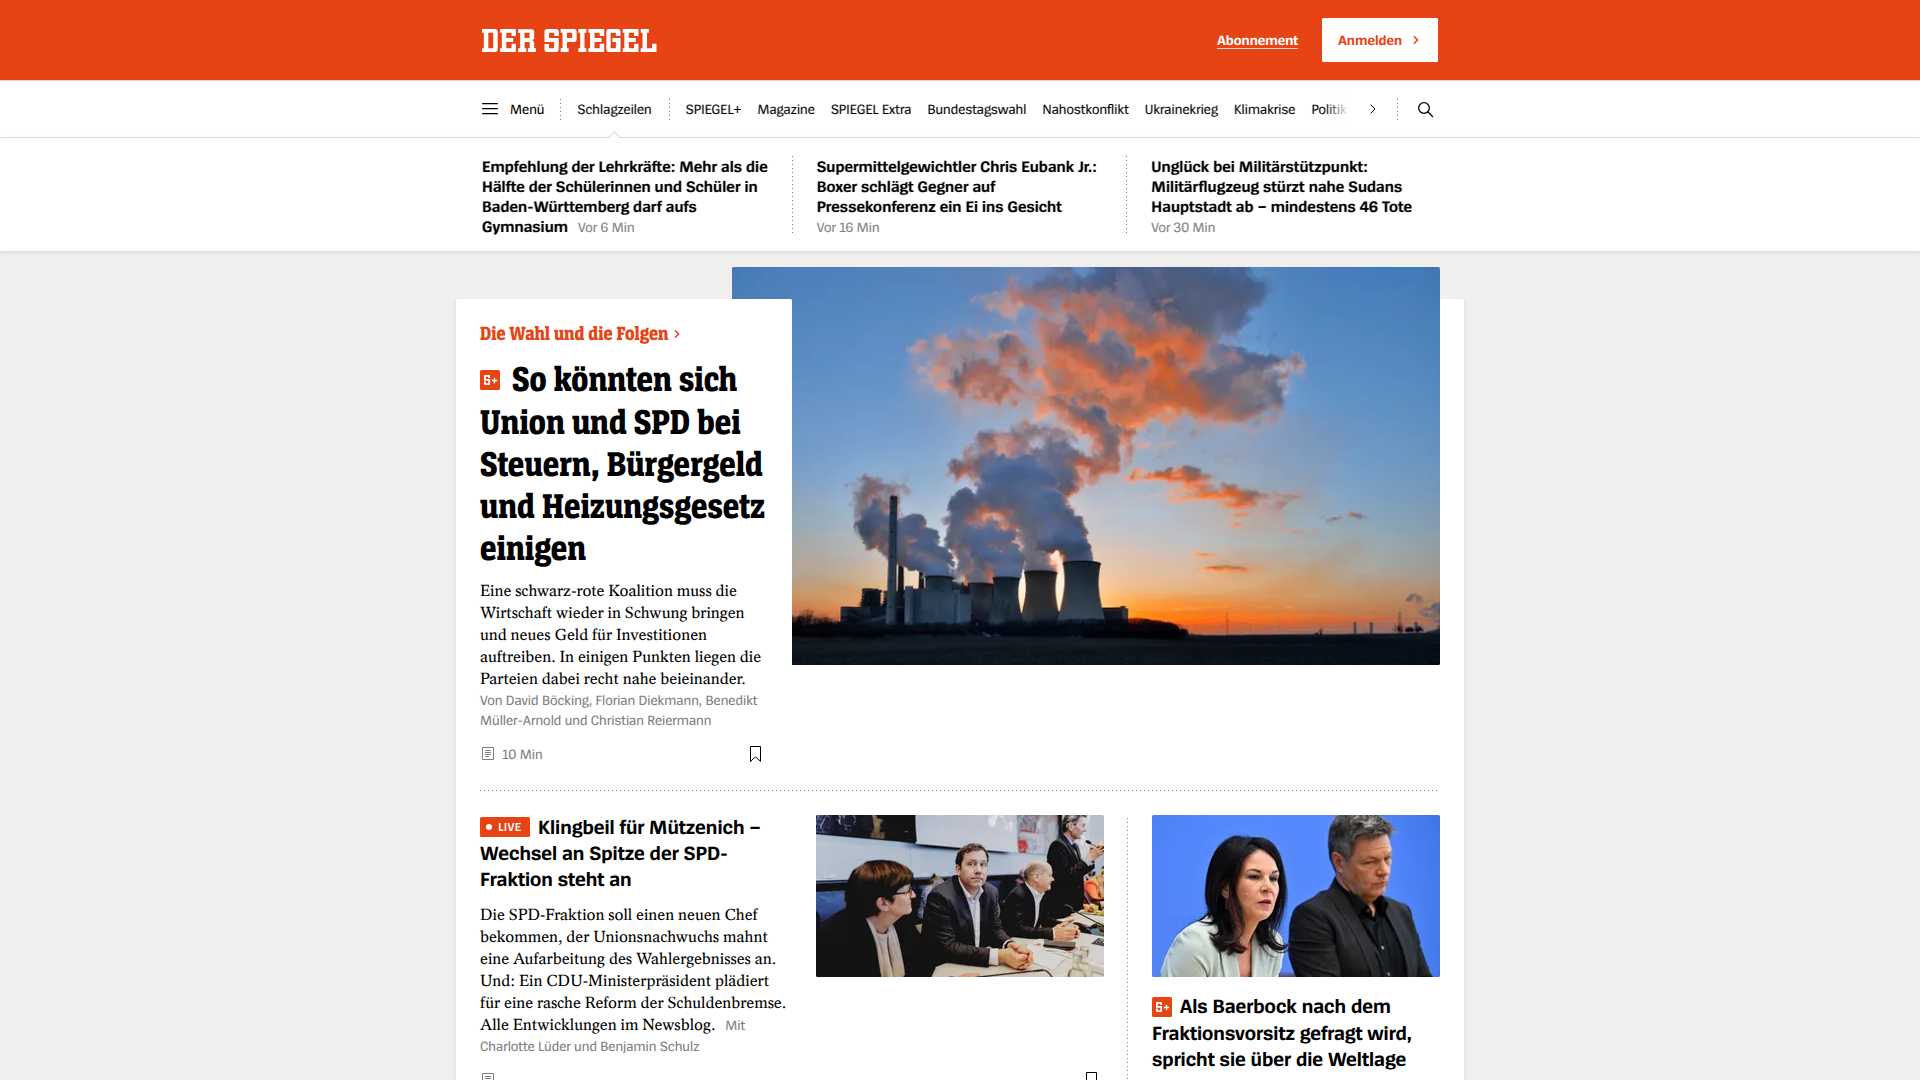 DER SPIEGEL
Abonnement
Anmelden
Menü
Schlagzeilen
SPIEGEL+
Magazine
SPIEGEL Extra
Bundestagswahl
Nahostkonflikt
Ukrainekrieg
Klimakrise
Politik
Empfehlung der Lehrkräfte: Mehr als die
Hälfte der Schülerinnen und Schüler in
Baden-Württemberg darf aufs
Gymnasium Vor 6 Min
Supermittelgewichtler Chris Eubank Jr.:
Boxer schlägt Gegner auf
Pressekonferenz ein Ei ins Gesicht
Vor 16 Min
Unglück bei Militärstützpunkt:
Militärflugzeug stürzt nahe Sudans
Hauptstadt ab – mindestens 46 Tote
Vor 30 Min
Die Wahl und die Folgen
S+ So könnten sich
Union und SPD bei
Steuern, Bürgergeld
und Heizungsgesetz
einigen
Eine schwarz-rote Koalition muss die
Wirtschaft wieder in Schwung bringen
und neues Geld für Investitionen
auftreiben. In einigen Punkten liegen die
Parteien dabei recht nahe beieinander.
Von David Böcking, Florian Diekmann, Benedikt
Müller-Arnold und Christian Reiermann
10 Min
LIVE Klingbeil für Mützenich –
Wechsel an Spitze der SPD-
Fraktion steht an
Die SPD-Fraktion soll einen neuen Chef
bekommen, der Unionsnachwuchs mahnt
eine Aufarbeitung des Wahlergebnisses an.
Und: Ein CDU-Ministerpräsident plädiert
für eine rasche Reform der Schuldenbremse.
Alle Entwicklungen im Newsblog. Mit
Charlotte Lüder und Benjamin Schulz
S+ Als Baerbock nach dem
Fraktionsvorsitz gefragt wird,
spricht sie über die Weltlage